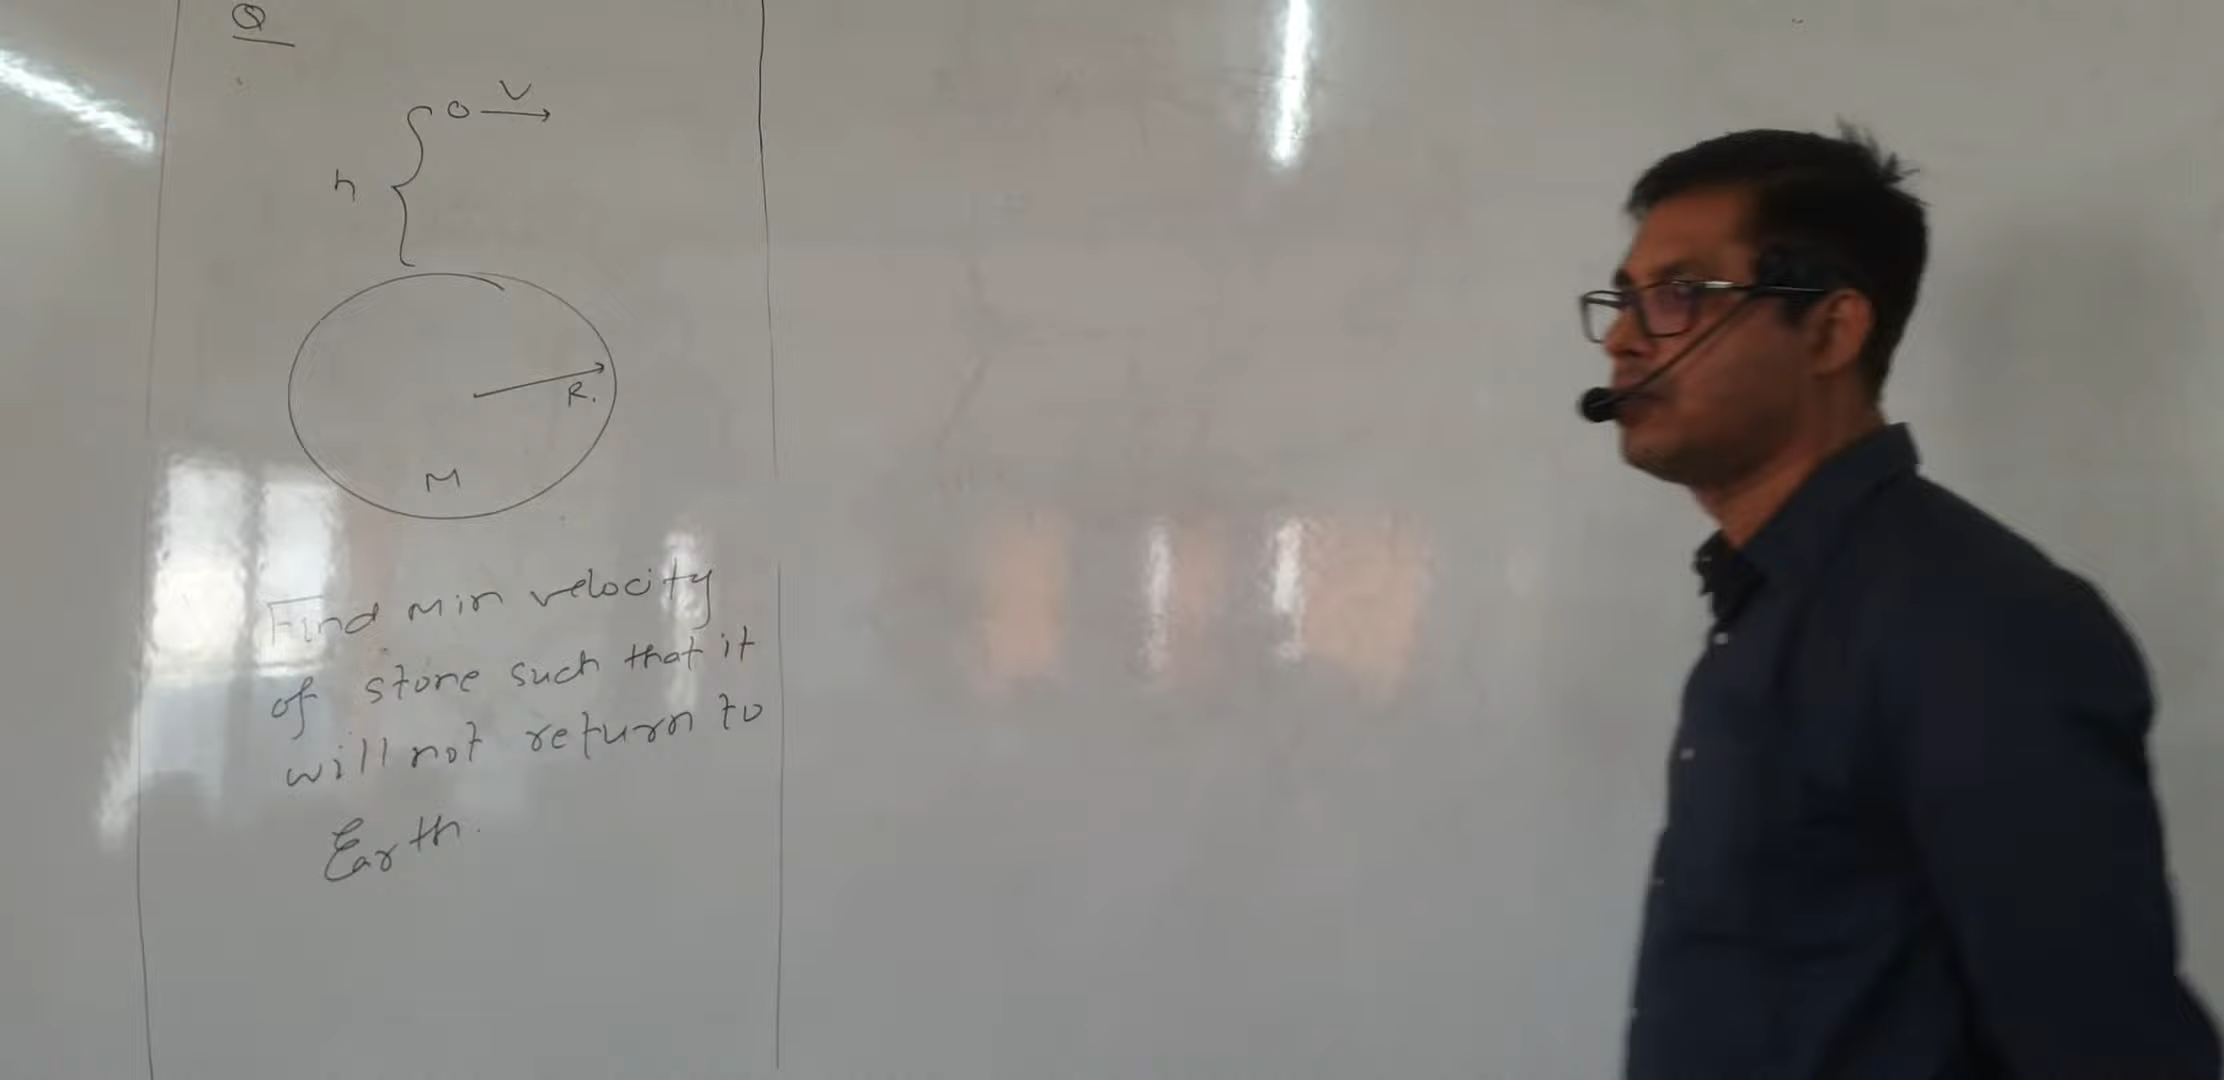 Q
V
h
R.
M
Find Min velocity
of stone such that it
will not return to
Earth.